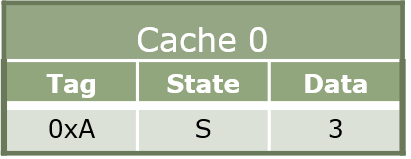 Cache 0
Tag State Data
0xA S 3